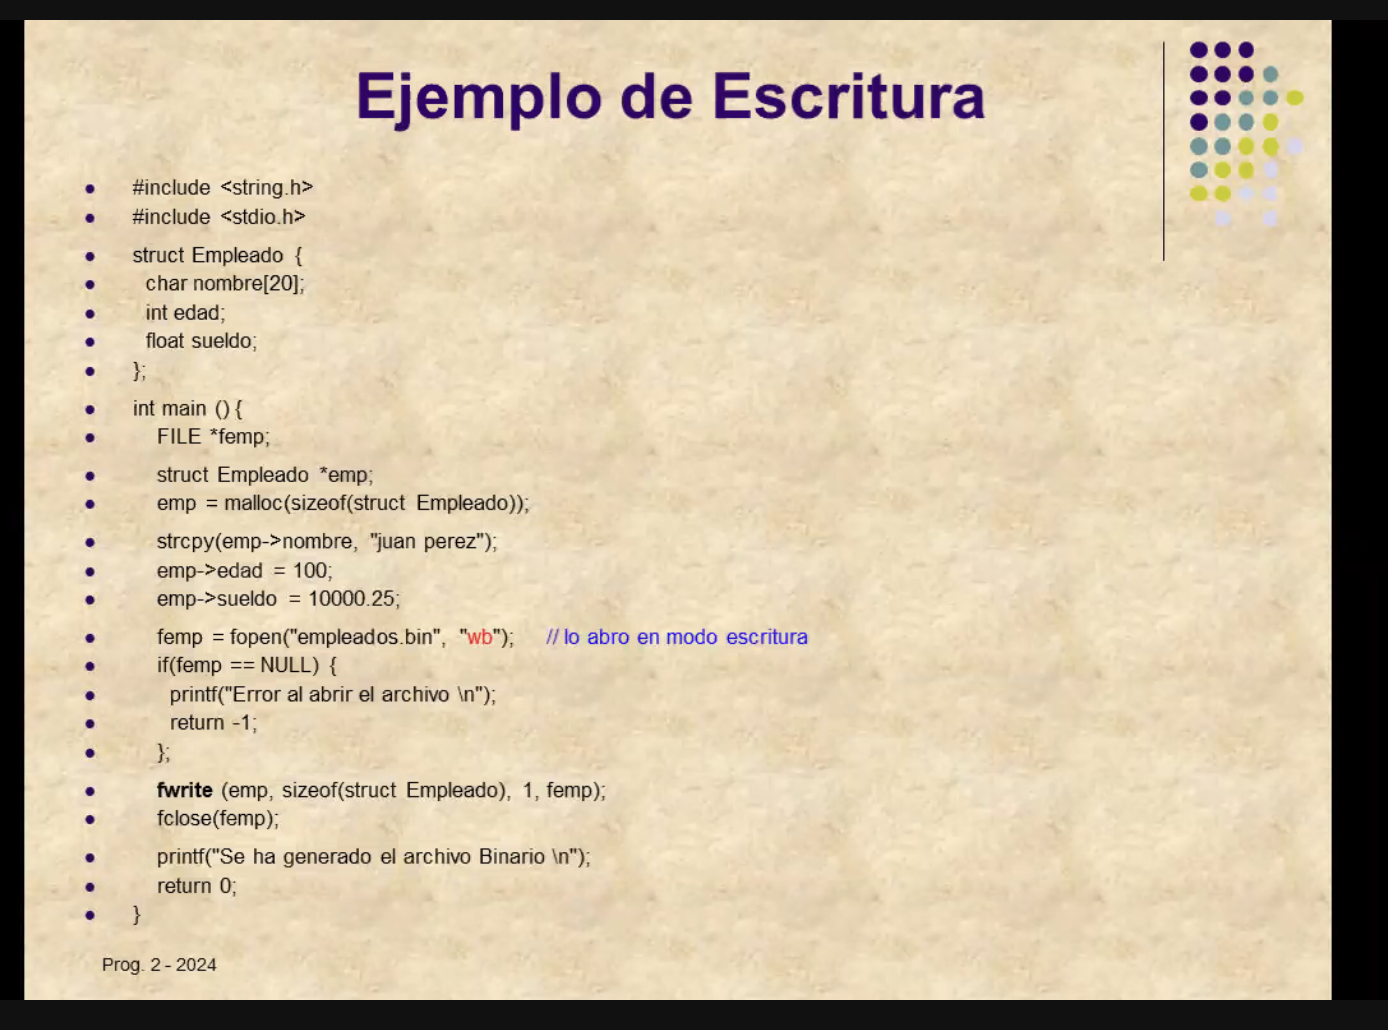 Ejemplo de Escritura
#include <string.h>
#include <stdio.h>
struct Empleado {
char nombre[20];
int edad;
float sueldo;
};
int main () {
FILE *femp;
struct Empleado *emp;
emp = malloc(sizeof(struct Empleado));
strcpy(emp->nombre, "juan perez");
emp->edad = 100;
emp->sueldo = 10000.25;
femp = fopen("empleados.bin", "wb"); // lo abro en modo escritura
if(femp == NULL) {
printf("Error al abrir el archivo \n");
return -1;
};
fwrite (emp, sizeof(struct Empleado), 1, femp);
fclose(femp);
printf("Se ha generado el archivo Binario \n");
return 0;
}
Prog. 2 - 2024